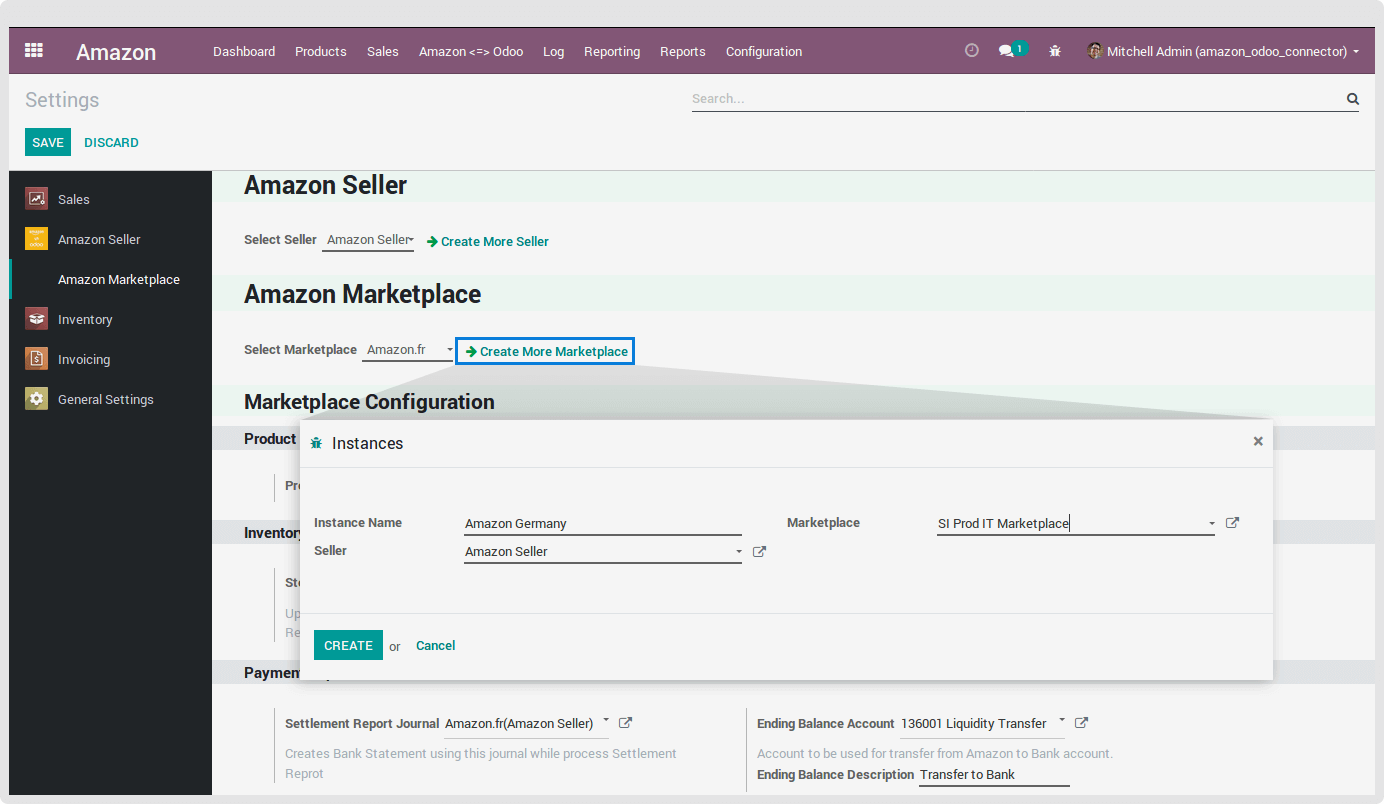 Amazon Dashboard Products Sales Amazon <=> Odoo Log Reporting Reports Configuration 1 Mitchell Admin (amazon_odoo_connector)
Settings Search...
SAVE DISCARD
Sales
Amazon Seller
Amazon Marketplace
Inventory
Invoicing
General Settings
Amazon Seller
Select Seller Amazon Seller Create More Seller
Amazon Marketplace
Select Marketplace Amazon.fr Create More Marketplace
Marketplace Configuration
Product
Inventory
Payment
Instances ×
Instance Name Amazon Germany Marketplace SI Prod IT Marketplace
Seller Amazon Seller
CREATE or Cancel
Settlement Report Journal Amazon.fr(Amazon Seller)
Creates Bank Statement using this journal while process Settlement
Reprot
Ending Balance Account 136001 Liquidity Transfer
Account to be used for transfer from Amazon to Bank account.
Ending Balance Description Transfer to Bank